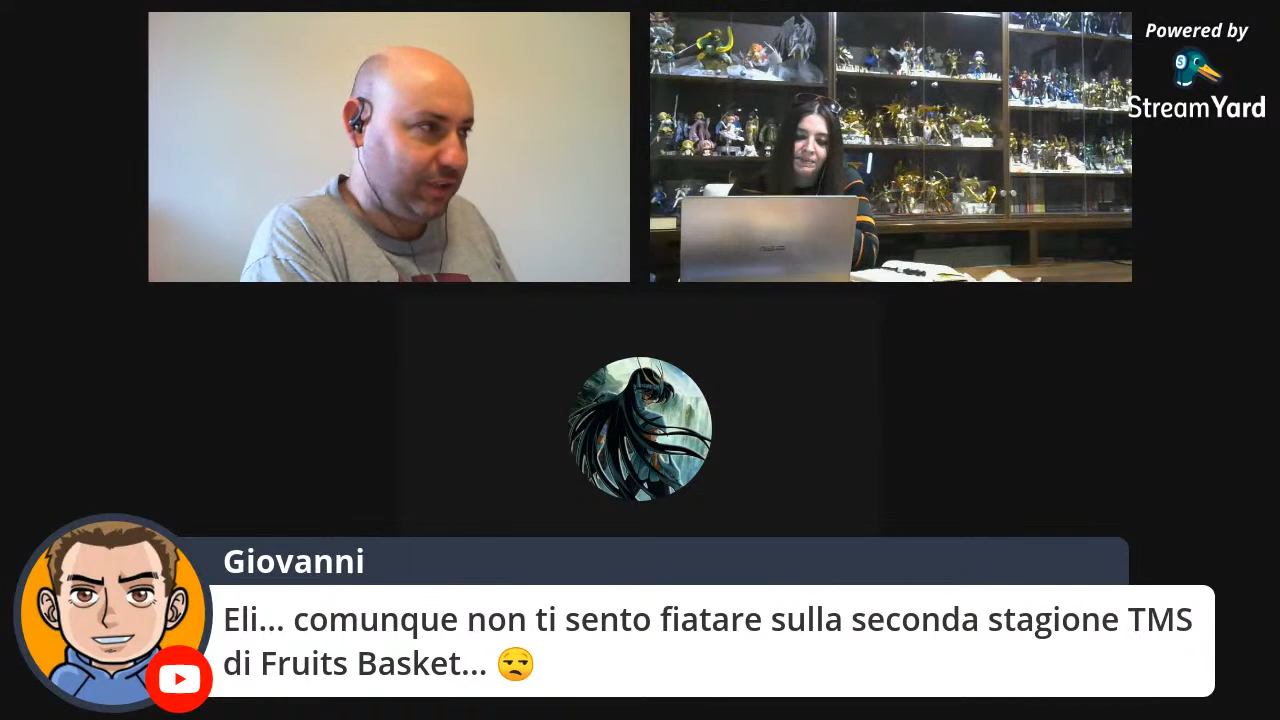 Powered by
StreamYard
Giovanni
Eli... comunque non ti sento fiatare sulla seconda stagione TMS
di Fruits Basket... 😒